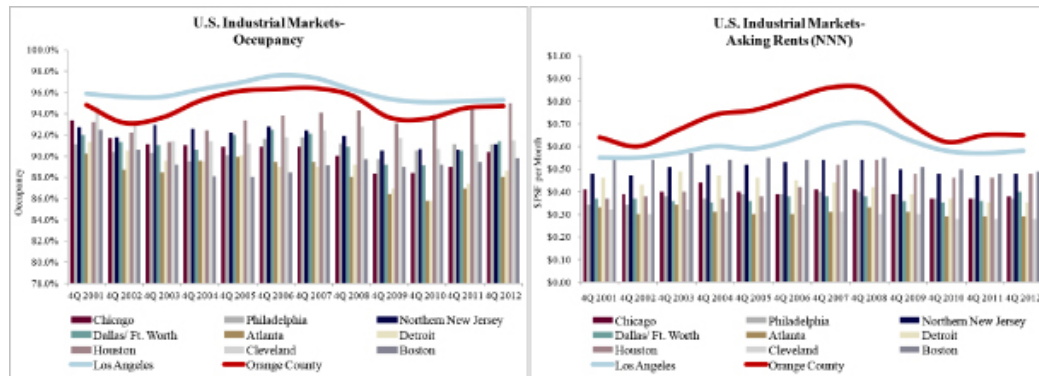 U.S. Industrial Markets-
Occupancy
100.0%
98.0%
96.0%
94.0%
92.0%
90.0%
88.0%
86.0%
84.0%
82.0%
80.0%
78.0%
Occupancy
4Q 2001 4Q 2002 4Q 2003 4Q 2004 4Q 2005 4Q 2006 4Q 2007 4Q 2008 4Q 2009 4Q 2010 4Q 2011 4Q 2012
Chicago Philadelphia Northern New Jersey
Dallas/ Ft. Worth Atlanta Detroit
Houston Cleveland Boston
Los Angeles Orange County
U.S. Industrial Markets-
Asking Rents (NNN)
$1.00
$0.90
$0.80
$0.70
$0.60
$0.50
$0.40
$0.30
$0.20
$0.10
$0.00
$ PSF per Month
4Q 2001 4Q 2002 4Q 2003 4Q 2004 4Q 2005 4Q 2006 4Q 2007 4Q 2008 4Q 2009 4Q 2010 4Q 2011 4Q 2012
Chicago Philadelphia Northern New Jersey
Dallas/ Ft. Worth Atlanta Detroit
Houston Cleveland Boston
Los Angeles Orange County